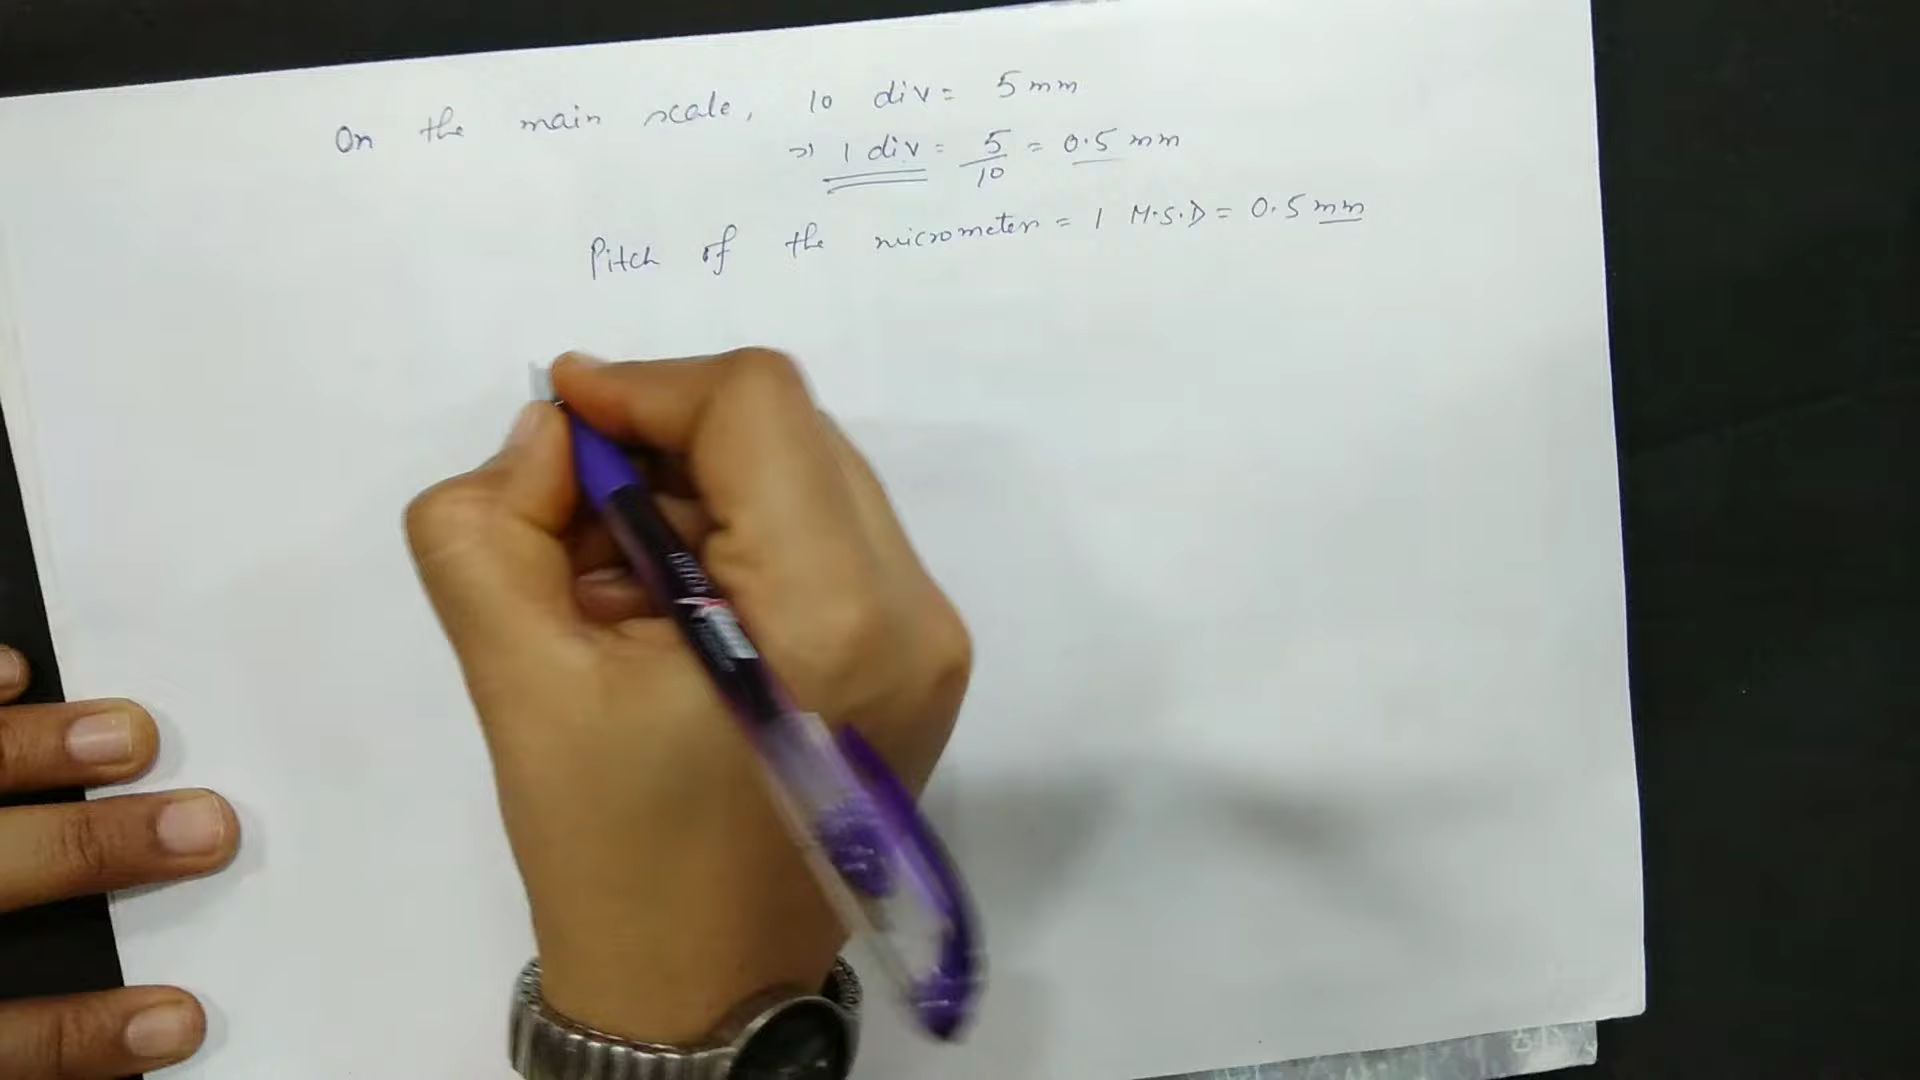 On the main scale, 10 div = 5 mm
⇒ 1 div = 5/10 = 0.5 mm
Pitch of the micrometer = 1 M.S.D = 0.5 mm